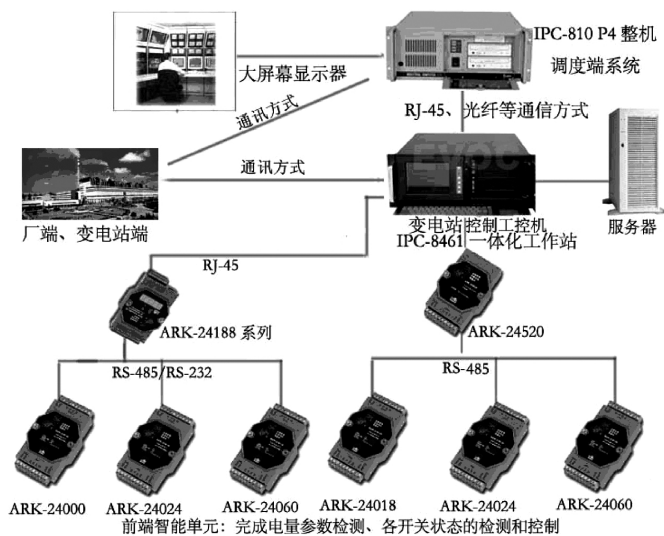 IPC-810 P4 整机
调度端系统
大屏幕显示器
通讯方式
RJ-45、光纤等通信方式
EVOC
通讯方式
厂端、变电站端
变电站控制工控机
IPC-8461 一体化工作站
服务器
RJ-45
ARK-24188 系列
ARK-24520
RS-485/RS-232
RS-485
ARK-24000
ARK-24024
ARK-24060
ARK-24018
ARK-24024
ARK-24060
前端智能单元：完成电量参数检测、各开关状态的检测和控制